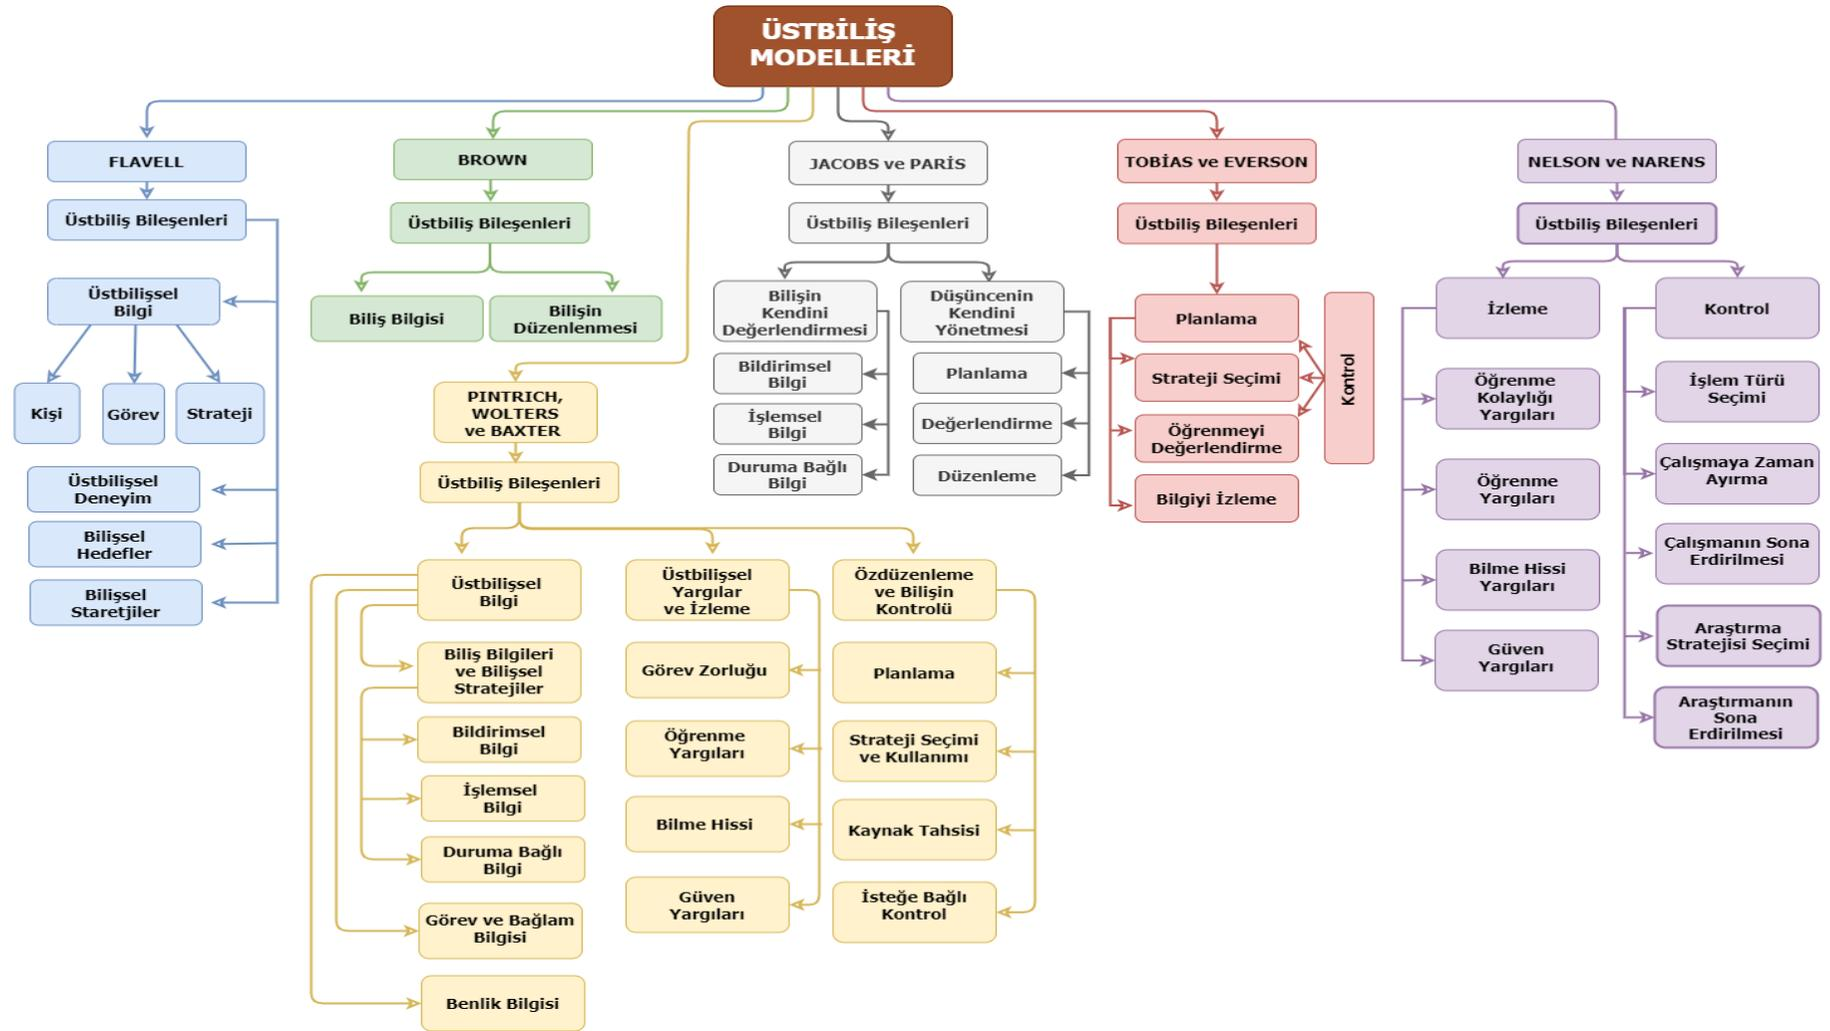 ÜSTBİLİŞ
MODELLERİ
FLAVELL
Üstbiliş Bileşenleri
Üstbilişsel
Bilgi
Kişi
Görev
Strateji
Üstbilişsel
Deneyim
Bilişsel
Hedefler
Bilişsel
Staretjiler
BROWN
Üstbiliş Bileşenleri
Biliş Bilgisi
Bilişin
Düzenlenmesi
PINTRICH,
WOLTERS
ve BAXTER
Üstbiliş Bileşenleri
Üstbilişsel
Bilgi
Biliş Bilgileri
ve Bilişsel
Stratejiler
Bildirimsel
Bilgi
İşlemsel
Bilgi
Duruma Bağlı
Bilgi
Görev ve Bağlam
Bilgisi
Benlik Bilgisi
Üstbilişsel
Yargılar
ve İzleme
Görev Zorluğu
Öğrenme
Yargıları
Bilme Hissi
Güven
Yargıları
Özdüzenleme
ve Bilişin
Kontrolü
Planlama
Strateji Seçimi
ve Kullanımı
Kaynak Tahsisi
İsteğe Bağlı
Kontrol
JACOBS ve PARİS
Üstbiliş Bileşenleri
Bilişin
Kendini
Değerlendirmesi
Bildirimsel
Bilgi
İşlemsel
Bilgi
Duruma Bağlı
Bilgi
Düşüncenin
Kendini
Yönetmesi
Planlama
Değerlendirme
Düzenleme
TOBİAS ve EVERSON
Üstbiliş Bileşenleri
Planlama
Strateji Seçimi
Öğrenmeyi
Değerlendirme
Bilgiyi İzleme
Kontrol
NELSON ve NARENS
Üstbiliş Bileşenleri
İzleme
Öğrenme
Kolaylığı
Yargıları
Öğrenme
Yargıları
Bilme Hissi
Yargıları
Güven
Yargıları
Kontrol
İşlem Türü
Seçimi
Çalışmaya Zaman
Ayırma
Çalışmanın Sona
Erdirilmesi
Araştırma
Stratejisi Seçimi
Araştırmanın
Sona
Erdirilmesi